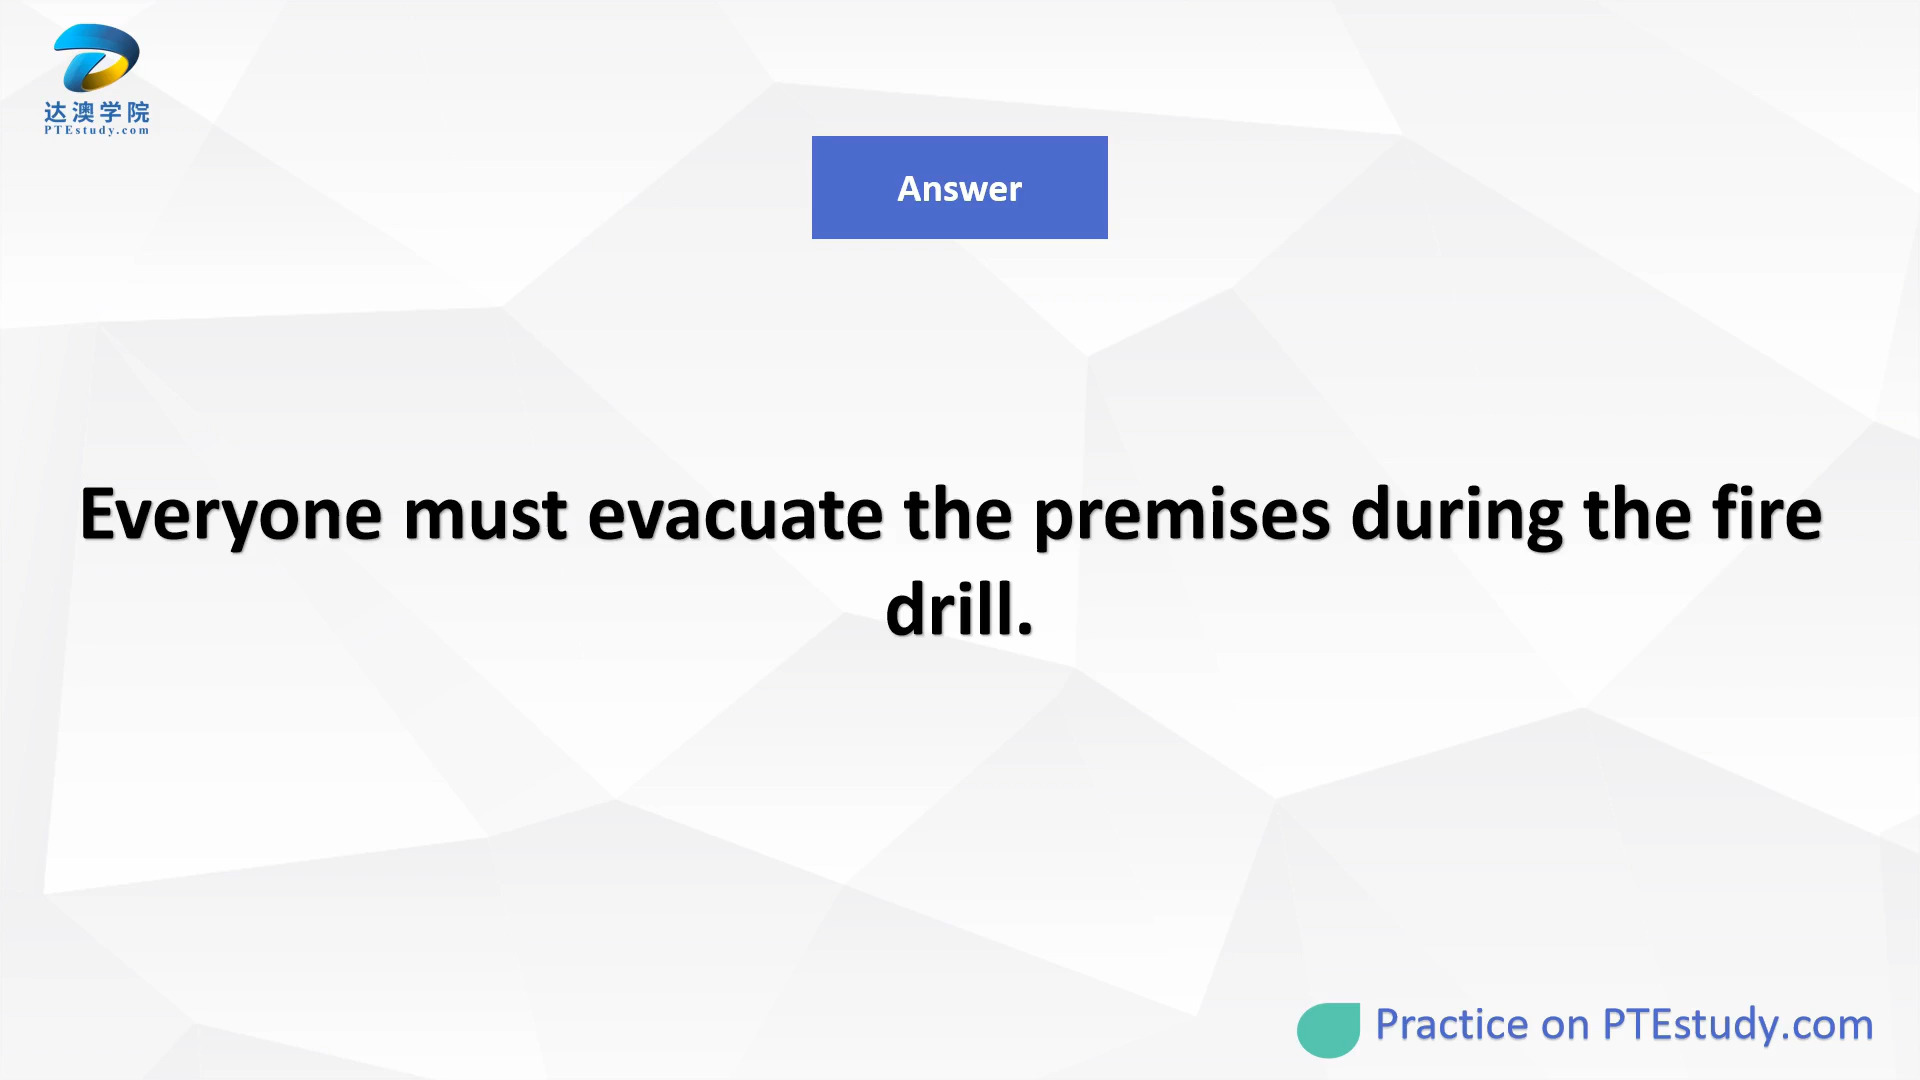 达澳学院
PTEstudy.com
Answer
Everyone must evacuate the premises during the fire
drill.
Practice on PTEstudy.com